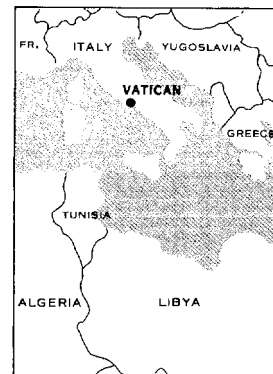 FR.
ITALY
YUGOSLAVIA
VATICAN
GREECE
TUNISIA
ALGERIA
LIBYA